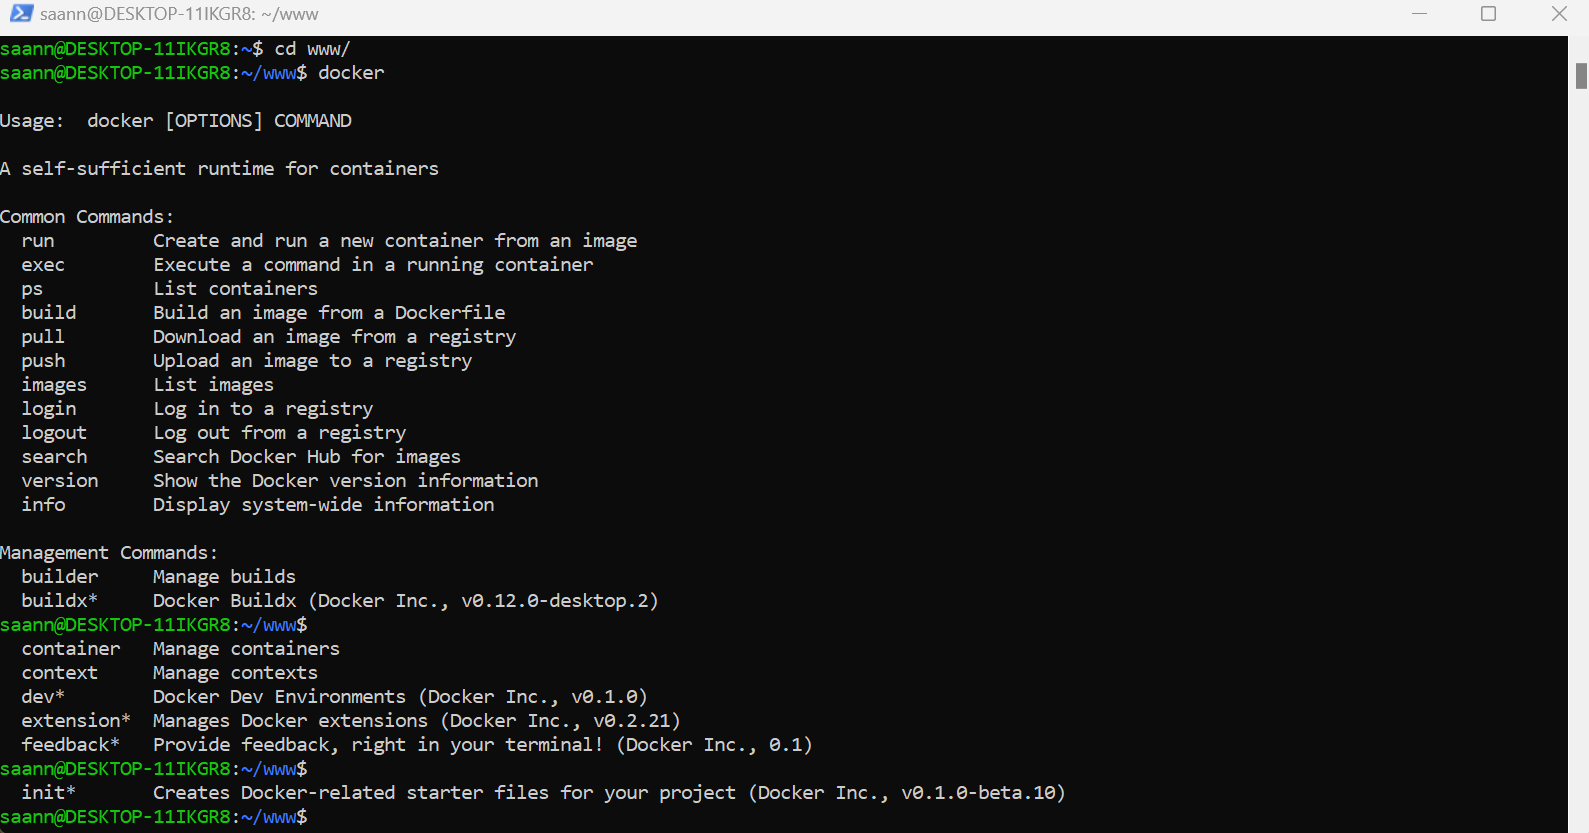 saann@DESKTOP-11IKGR8: ~/www
saann@DESKTOP-11IKGR8:~$ cd www/
saann@DESKTOP-11IKGR8:~/www$ docker
Usage:  docker [OPTIONS] COMMAND
A self-sufficient runtime for containers
Common Commands:
  run         Create and run a new container from an image
  exec        Execute a command in a running container
  ps          List containers
  build       Build an image from a Dockerfile
  pull        Download an image from a registry
  push        Upload an image to a registry
  images      List images
  login       Log in to a registry
  logout      Log out from a registry
  search      Search Docker Hub for images
  version     Show the Docker version information
  info        Display system-wide information
Management Commands:
  builder     Manage builds
  buildx*     Docker Buildx (Docker Inc., v0.12.0-desktop.2)
saann@DESKTOP-11IKGR8:~/www$
  container   Manage containers
  context     Manage contexts
  dev*        Docker Dev Environments (Docker Inc., v0.1.0)
  extension*  Manages Docker extensions (Docker Inc., v0.2.21)
  feedback*   Provide feedback, right in your terminal! (Docker Inc., 0.1)
saann@DESKTOP-11IKGR8:~/www$
  init*       Creates Docker-related starter files for your project (Docker Inc., v0.1.0-beta.10)
saann@DESKTOP-11IKGR8:~/www$